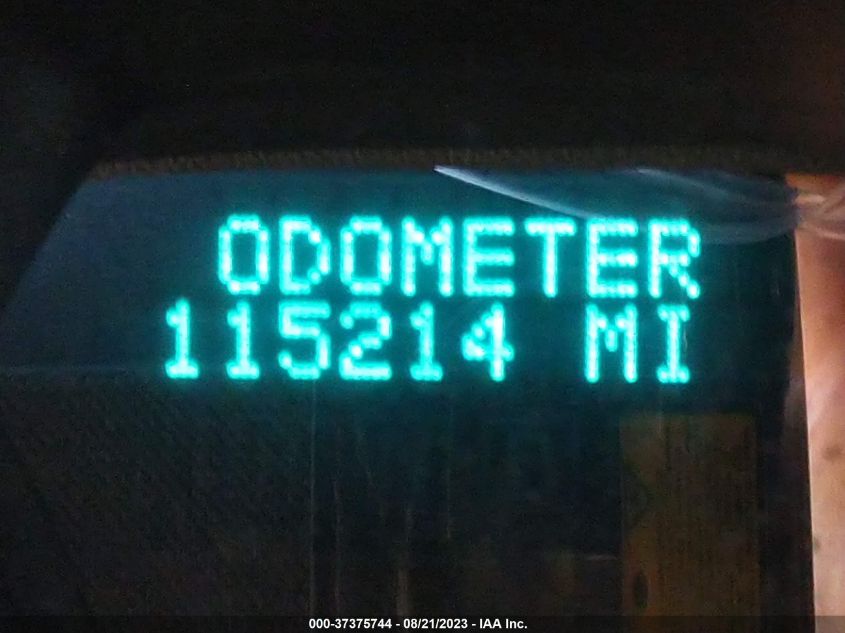 ODOMETER
115214 MI
000-37375744 - 08/21/2023 - IAA Inc.